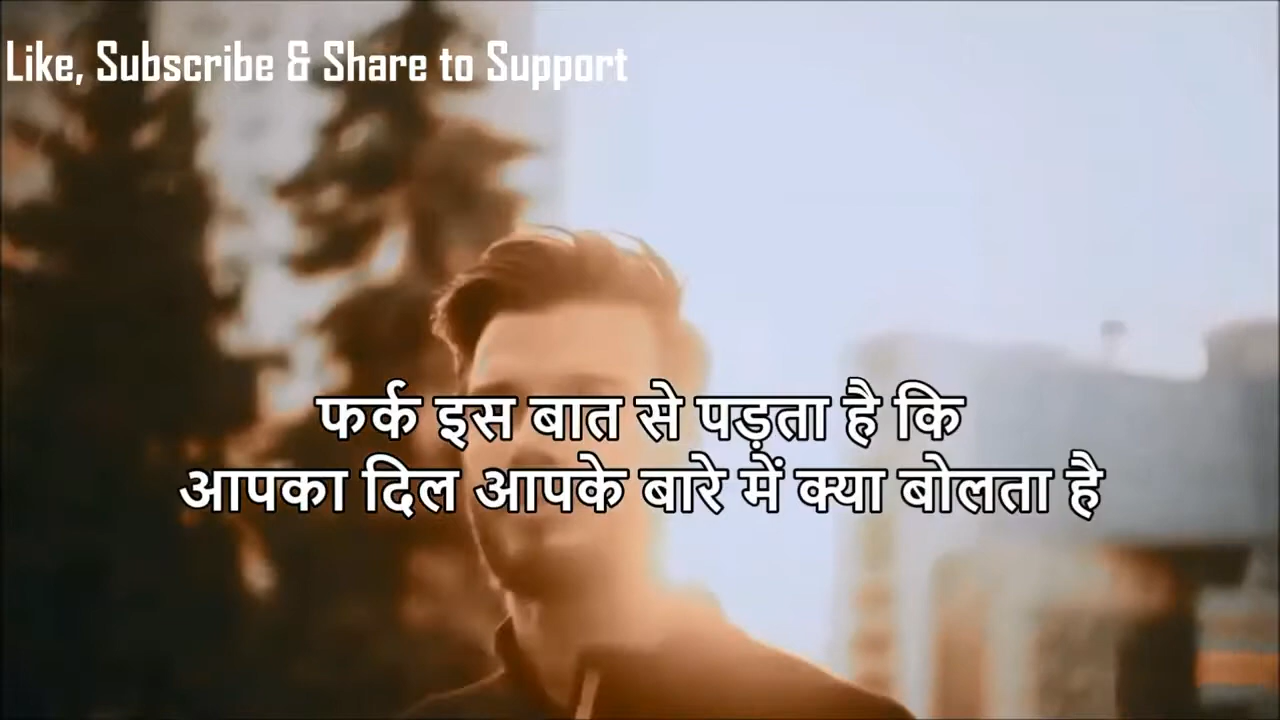 Like, Subscribe & Share to Support
फर्क इस बात से पड़ता है कि
आपका दिल आपके बारे में क्या बोलता है